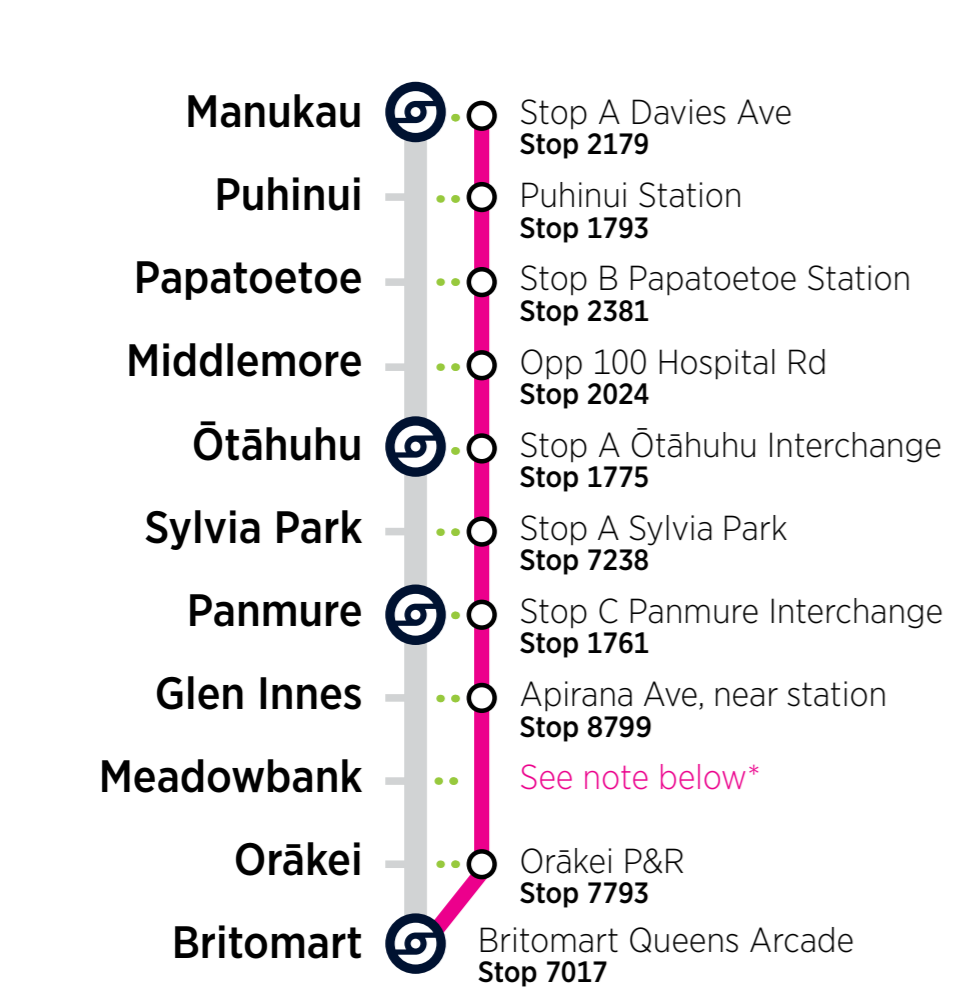 Manukau
Stop A Davies Ave
Stop 2179
Puhinui
Puhinui Station
Stop 1793
Papatoetoe
Stop B Papatoetoe Station
Stop 2381
Middlemore
Opp 100 Hospital Rd
Stop 2024
Ōtāhuhu
Stop A Ōtāhuhu Interchange
Stop 1775
Sylvia Park
Stop A Sylvia Park
Stop 7238
Panmure
Stop C Panmure Interchange
Stop 1761
Glen Innes
Apirana Ave, near station
Stop 8799
Meadowbank
See note below*
Orākei
Orākei P&R
Stop 7793
Britomart
Britomart Queens Arcade
Stop 7017